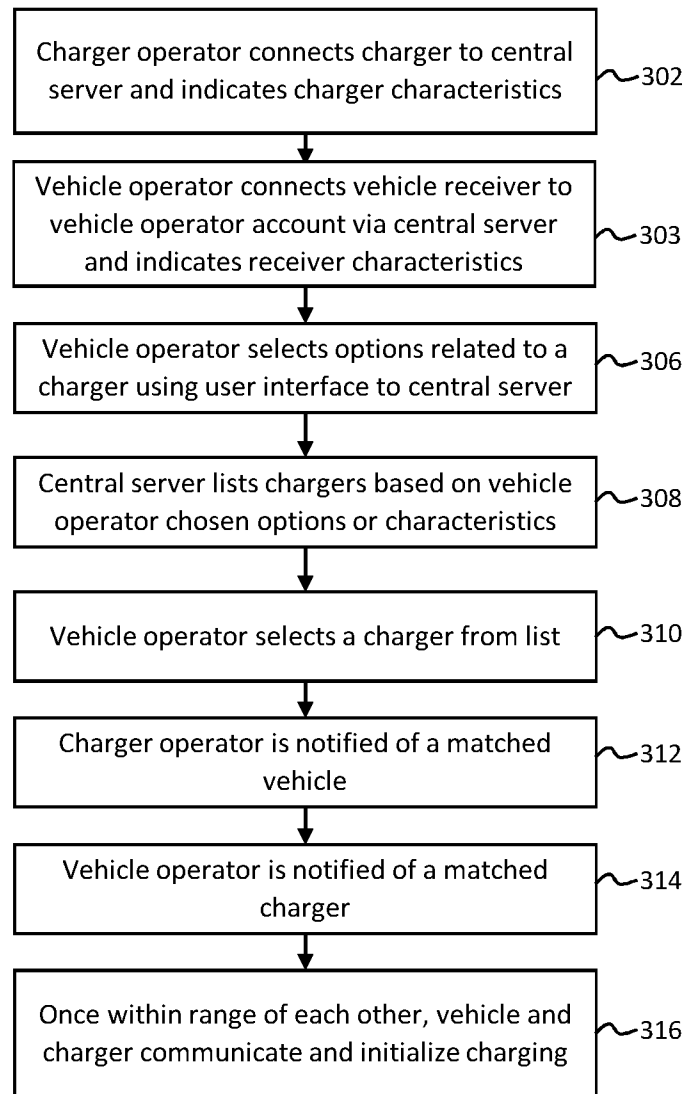 Charger operator connects charger to central
server and indicates charger characteristics
302
Vehicle operator connects vehicle receiver to
vehicle operator account via central server
and indicates receiver characteristics
303
Vehicle operator selects options related to a
charger using user interface to central server
306
Central server lists chargers based on vehicle
operator chosen options or characteristics
308
Vehicle operator selects a charger from list
310
Charger operator is notified of a matched
vehicle
312
Vehicle operator is notified of a matched
charger
314
Once within range of each other, vehicle and
charger communicate and initialize charging
316